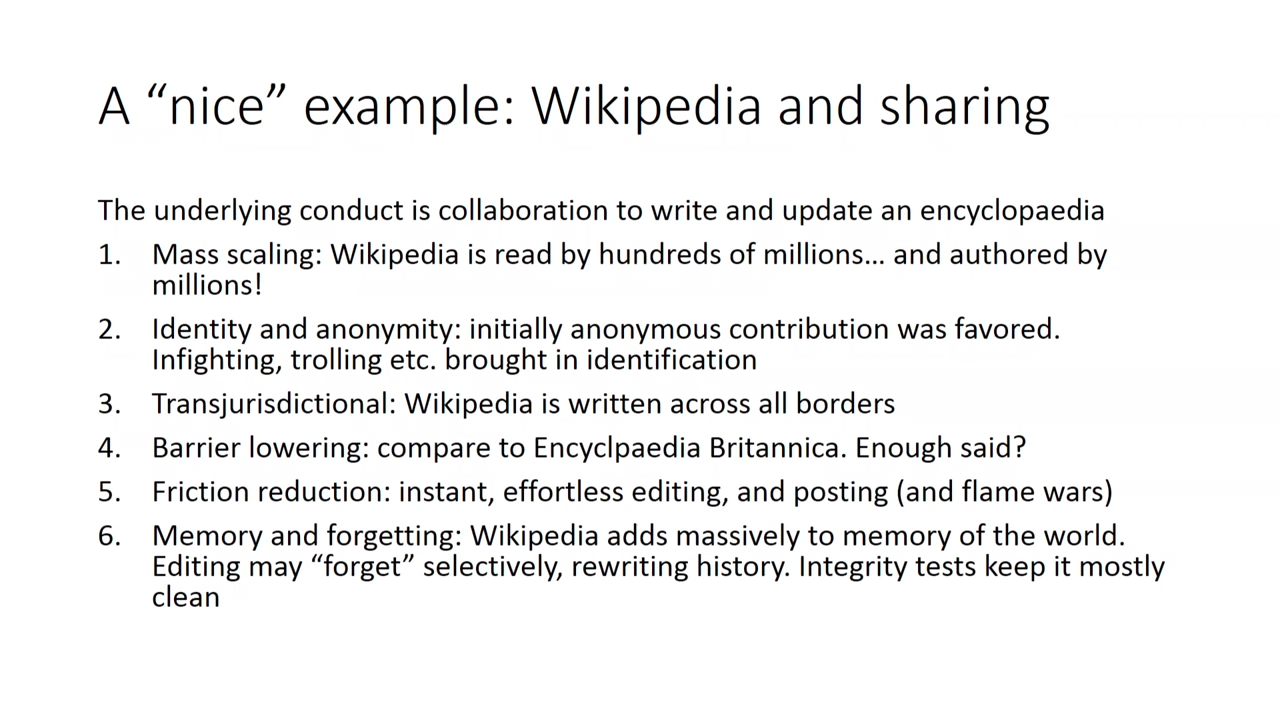 A “nice” example: Wikipedia and sharing
The underlying conduct is collaboration to write and update an encyclopaedia
1. Mass scaling: Wikipedia is read by hundreds of millions… and authored by
millions!
2. Identity and anonymity: initially anonymous contribution was favored.
Infighting, trolling etc. brought in identification
3. Transjurisdictional: Wikipedia is written across all borders
4. Barrier lowering: compare to Encyclpaedia Britannica. Enough said?
5. Friction reduction: instant, effortless editing, and posting (and flame wars)
6. Memory and forgetting: Wikipedia adds massively to memory of the world.
Editing may “forget” selectively, rewriting history. Integrity tests keep it mostly
clean